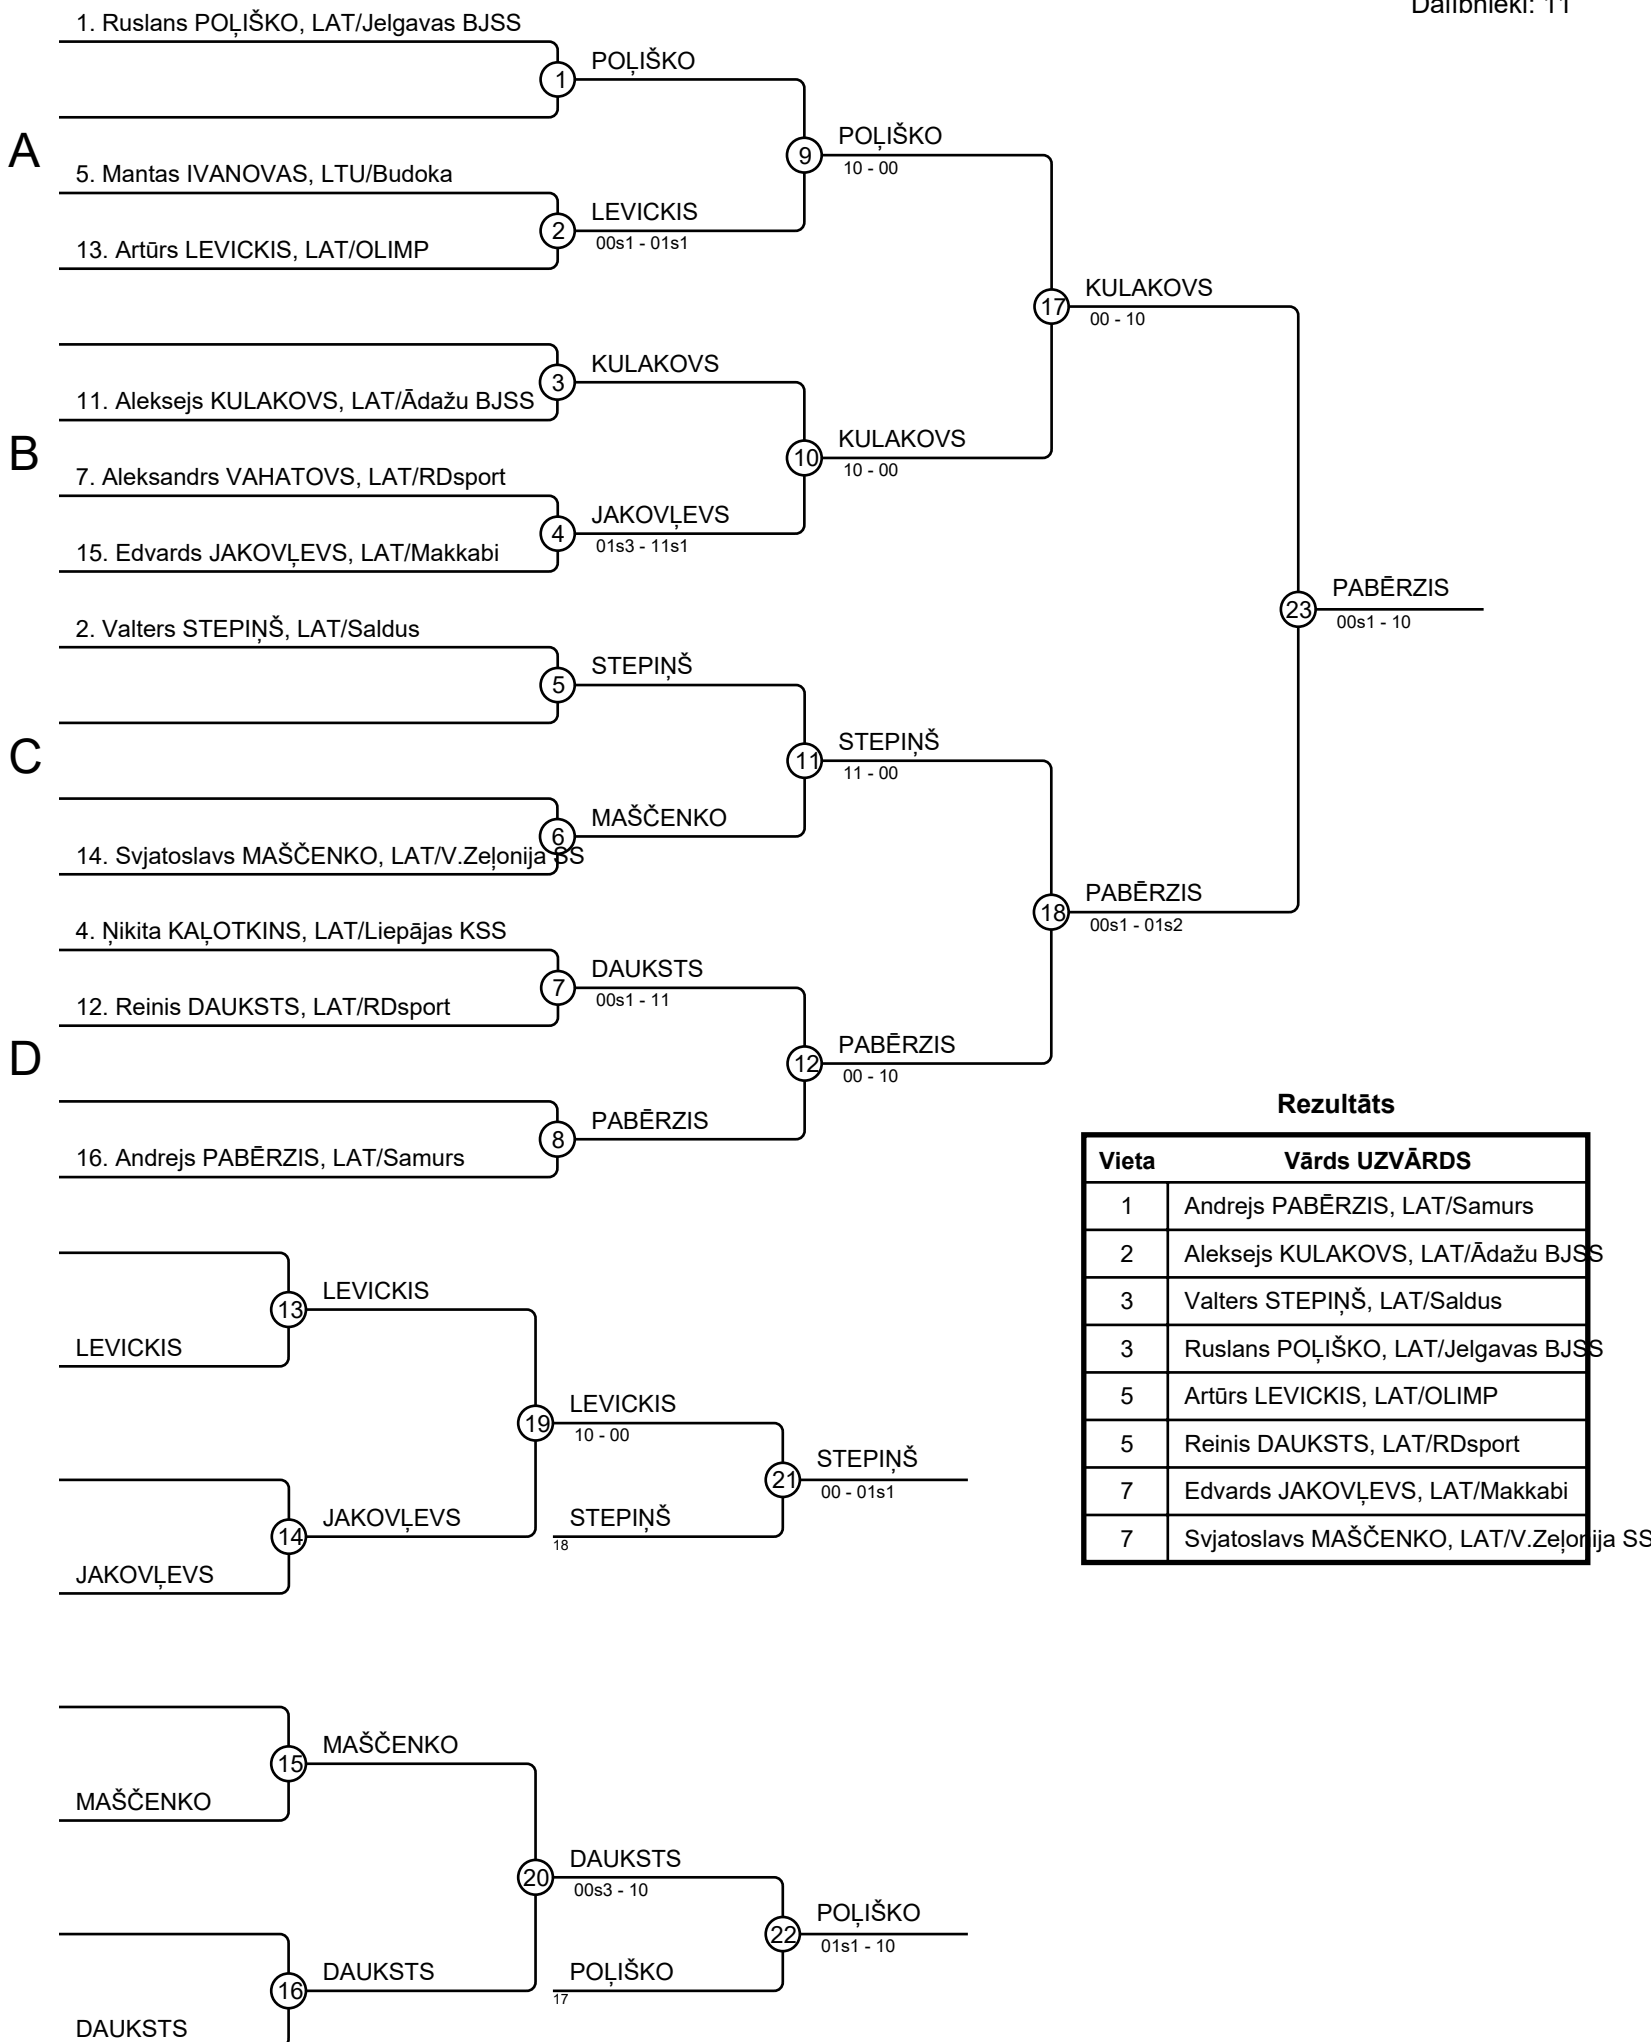 Dalībnieki: 11
1. Ruslans POĻIŠKO, LAT/Jelgavas BJSS
1
POĻIŠKO
A
5. Mantas IVANOVAS, LTU/Budoka
9
POĻIŠKO
10 - 00
2
LEVICKIS
00s1 - 01s1
13. Artūrs LEVICKIS, LAT/OLIMP
17
KULAKOVS
00 - 10
3
KULAKOVS
11. Aleksejs KULAKOVS, LAT/Ādažu BJSS
B
10
KULAKOVS
10 - 00
7. Aleksandrs VAHATOVS, LAT/RDsport
4
JAKOVĻEVS
01s3 - 11s1
15. Edvards JAKOVĻEVS, LAT/Makkabi
23
PABĒRZIS
00s1 - 10
2. Valters STEPIŅŠ, LAT/Saldus
5
STEPIŅŠ
C
11
STEPIŅŠ
11 - 00
6
MAŠČENKO
14. Svjatoslavs MAŠČENKO, LAT/V.Zeļonija SS
18
PABĒRZIS
00s1 - 01s2
4. Ņikita KAĻOTKINS, LAT/Liepājas KSS
7
DAUKSTS
00s1 - 11
12. Reinis DAUKSTS, LAT/RDsport
D
12
PABĒRZIS
00 - 10
8
PABĒRZIS
16. Andrejs PABĒRZIS, LAT/Samurs
Rezultāts
Vieta Vārds UZVĀRDS
1 Andrejs PABĒRZIS, LAT/Samurs
2 Aleksejs KULAKOVS, LAT/Ādažu BJSS
3 Valters STEPIŅŠ, LAT/Saldus
3 Ruslans POĻIŠKO, LAT/Jelgavas BJSS
5 Artūrs LEVICKIS, LAT/OLIMP
5 Reinis DAUKSTS, LAT/RDsport
7 Edvards JAKOVĻEVS, LAT/Makkabi
7 Svjatoslavs MAŠČENKO, LAT/V.Zeļonija SS
13
LEVICKIS
LEVICKIS
19
LEVICKIS
10 - 00
21
STEPIŅŠ
00 - 01s1
14
JAKOVĻEVS
STEPIŅŠ
18
JAKOVĻEVS
15
MAŠČENKO
MAŠČENKO
20
DAUKSTS
00s3 - 10
22
POĻIŠKO
01s1 - 10
16
DAUKSTS
POĻIŠKO
17
DAUKSTS